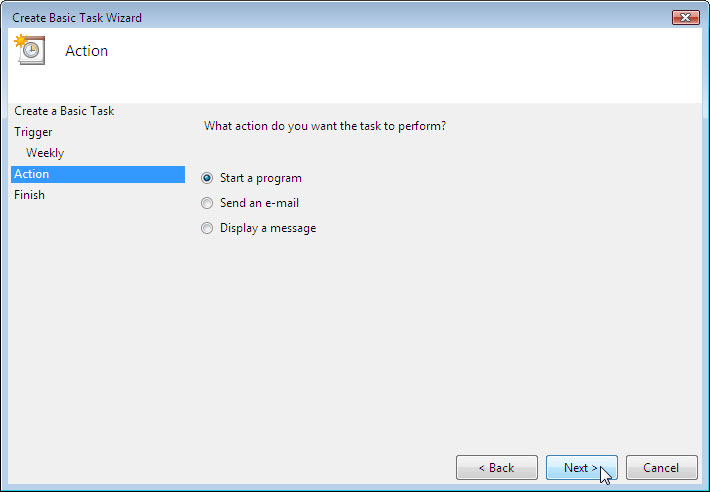 Create Basic Task Wizard
Action
Create a Basic Task
Trigger
Weekly
Action
Finish
What action do you want the task to perform?
Start a program
Send an e-mail
Display a message
< Back
Next >
Cancel